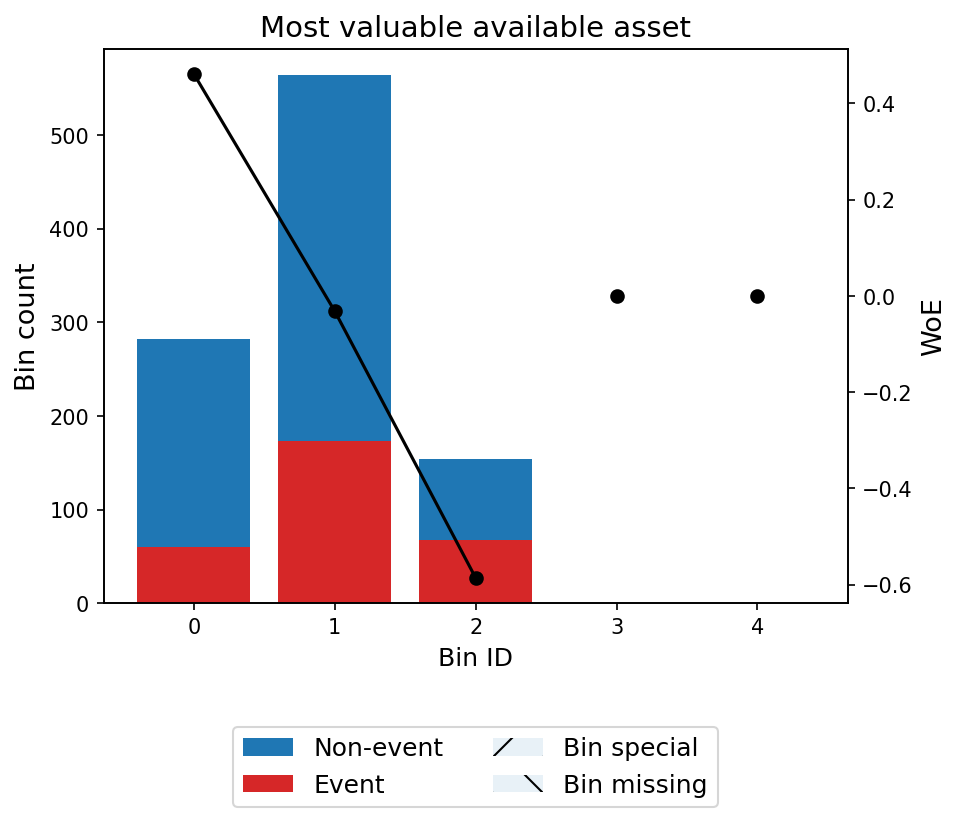 Most valuable available asset
500
400
300
200
100
0
Bin count
0.4
0.2
0.0
−0.2
−0.4
−0.6
WoE
0 1 2 3 4
Bin ID
Non-event Bin special
Event Bin missing